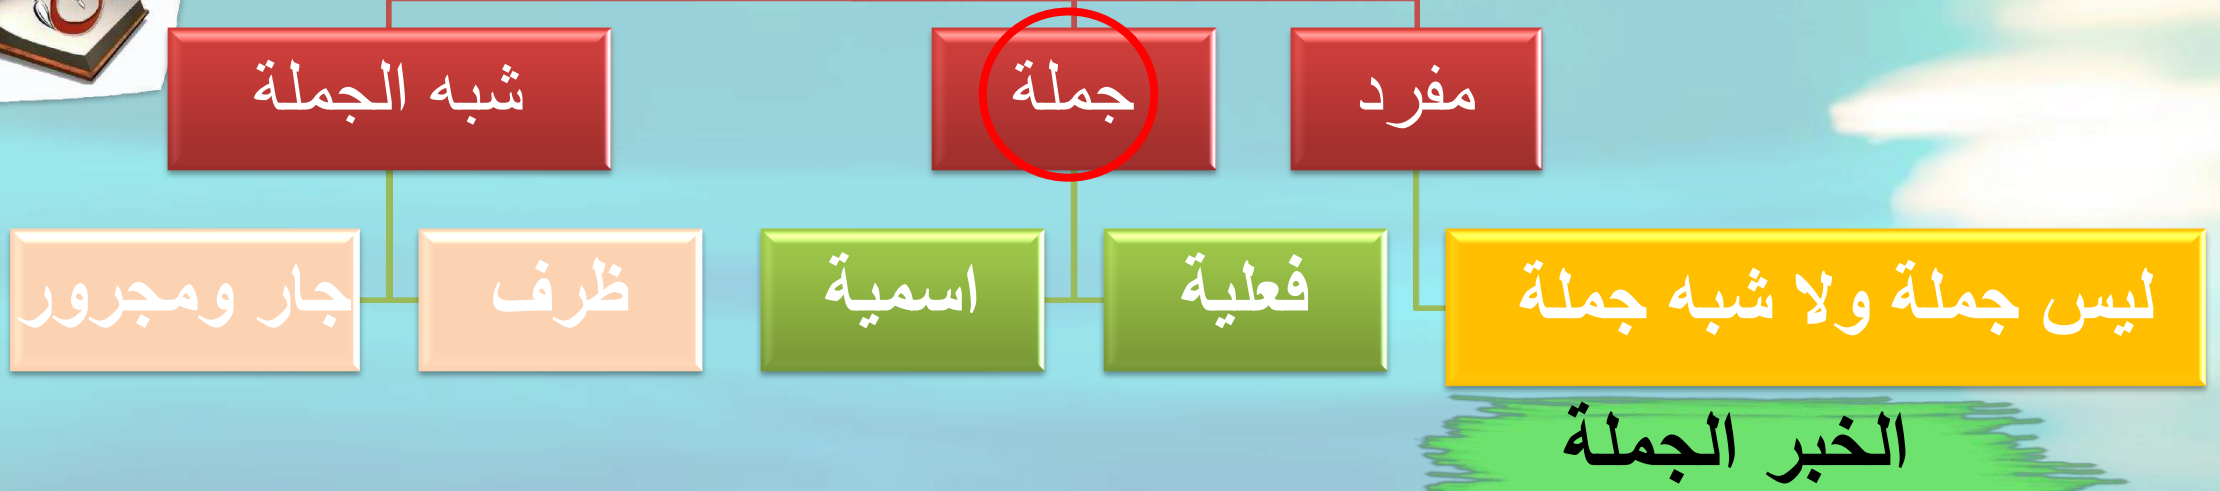 مفرد
جملة
شبه الجملة
ليس جملة ولا شبه جملة
فعلية
اسمية
ظرف
جار ومجرور
الخبر الجملة